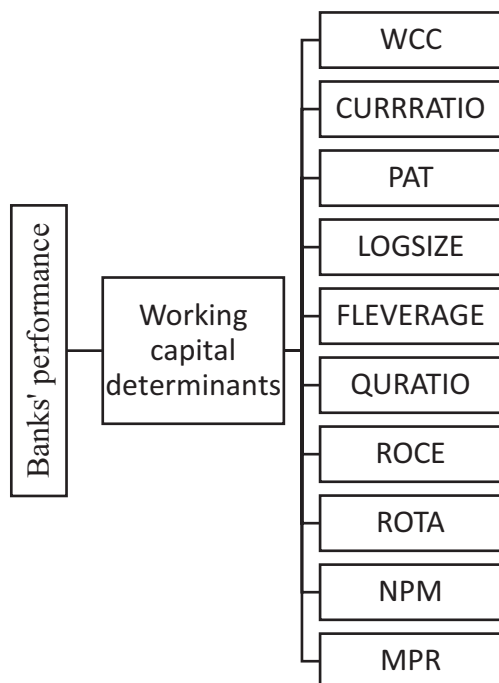 Banks' performance
Working
capital
determinants
WCC
CURRRATIO
PAT
LOGSIZE
FLEVERAGE
QURATIO
ROCE
ROTA
NPM
MPR